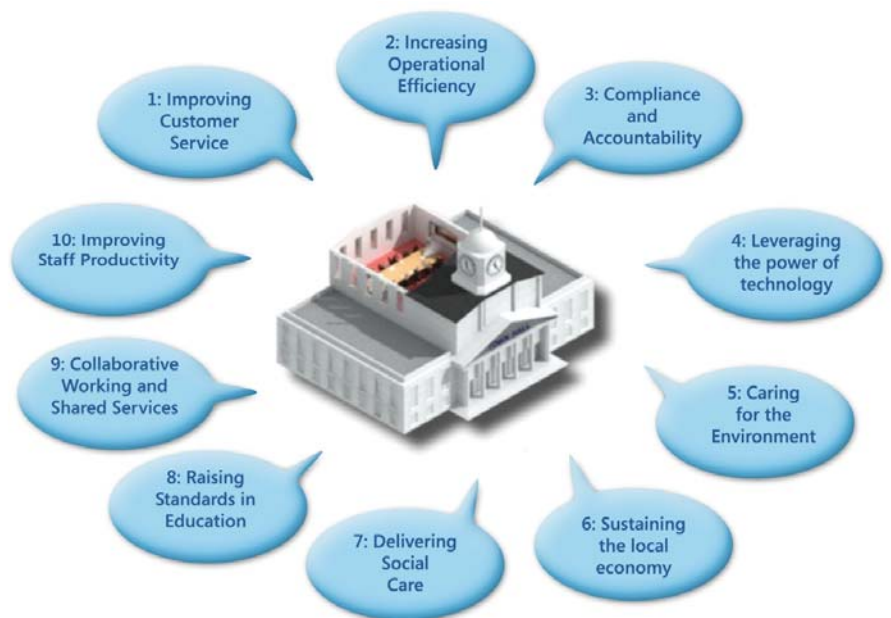 1: Improving
Customer
Service
2: Increasing
Operational
Efficiency
3: Compliance
and
Accountability
4: Leveraging
the power of
technology
5: Caring
for the
Environment
6: Sustaining
the local
economy
7: Delivering
Social
Care
8: Raising
Standards in
Education
9: Collaborative
Working and
Shared Services
10: Improving
Staff Productivity
TOWN HALL